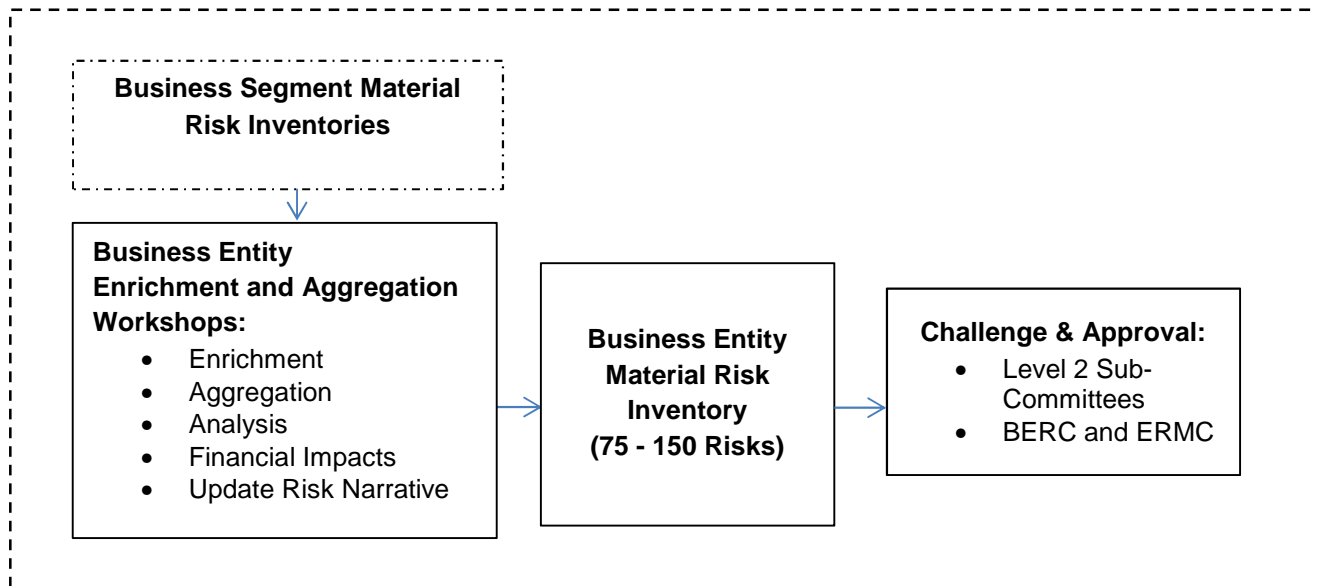 Business Segment Material
Risk Inventories
Business Entity
Enrichment and Aggregation
Workshops:
• Enrichment
• Aggregation
• Analysis
• Financial Impacts
• Update Risk Narrative
Business Entity
Material Risk
Inventory
(75 - 150 Risks)
Challenge & Approval:
• Level 2 Sub-
Committees
• BERC and ERMC